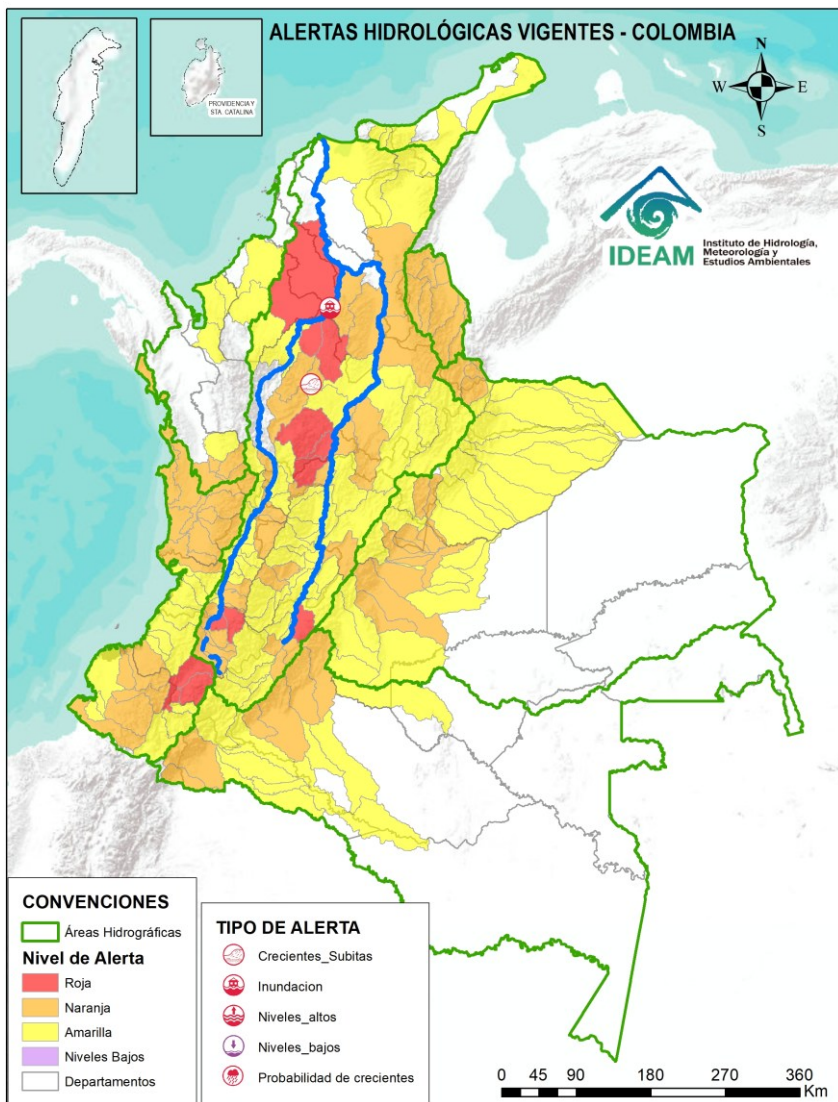 ALERTAS HIDROLÓGICAS VIGENTES - COLOMBIA
PROVIDENCIA Y
STA. CATALINA
N
W
E
S
IDEAM
Instituto de Hidrología,
Meteorología y
Estudios Ambientales
CONVENCIONES
Áreas Hidrográficas
Nivel de Alerta
Roja
Naranja
Amarilla
Niveles Bajos
Departamentos
TIPO DE ALERTA
Crecientes_Subitas
Inundacion
Niveles_altos
Niveles_bajos
Probabilidad de crecientes
0 45 90 180 270 360
Km